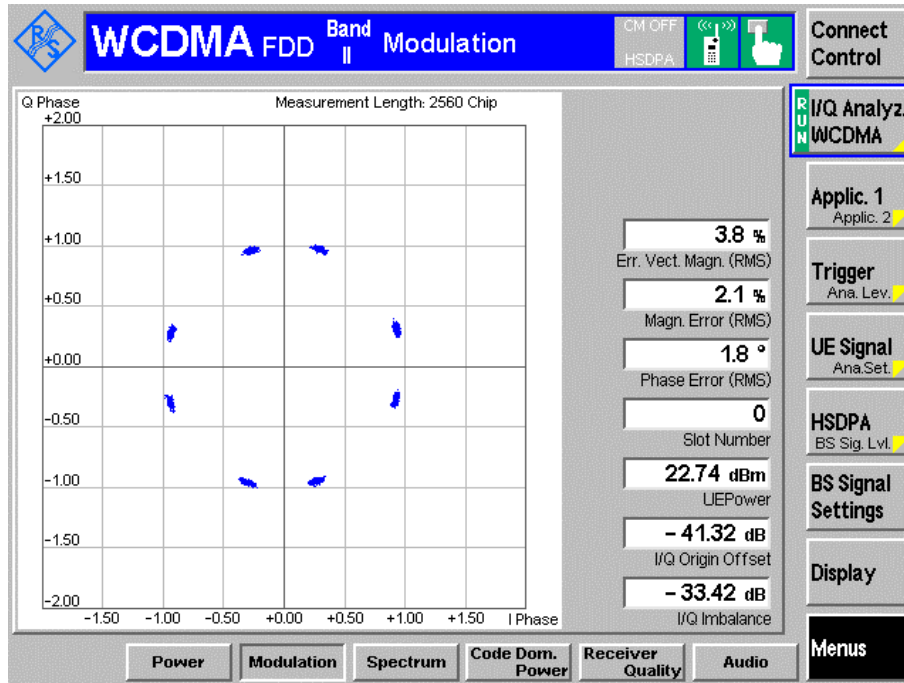 R&S
WCDMA FDD Band II Modulation
CM OFF
HSDPA
Connect
Control
Q Phase
Measurement Length: 2560 Chip
+2.00
+1.50
+1.00
+0.50
+0.00
-0.50
-1.00
-1.50
-2.00
-1.50 -1.00 -0.50 +0.00 +0.50 +1.00 +1.50 I Phase
3.8 %
Err. Vect. Magn. (RMS)
2.1 %
Magn. Error (RMS)
1.8 °
Phase Error (RMS)
0
Slot Number
22.74 dBm
UEPower
- 41.32 dB
I/Q Origin Offset
- 33.42 dB
I/Q Imbalance
RUN
I/Q Analyz.
WCDMA
Applic. 1
Applic. 2
Trigger
Ana. Lev.
UE Signal
Ana.Set.
HSDPA
BS Sig. Lvl.
BS Signal
Settings
Display
Menus
Power
Modulation
Spectrum
Code Dom.
Power
Receiver
Quality
Audio